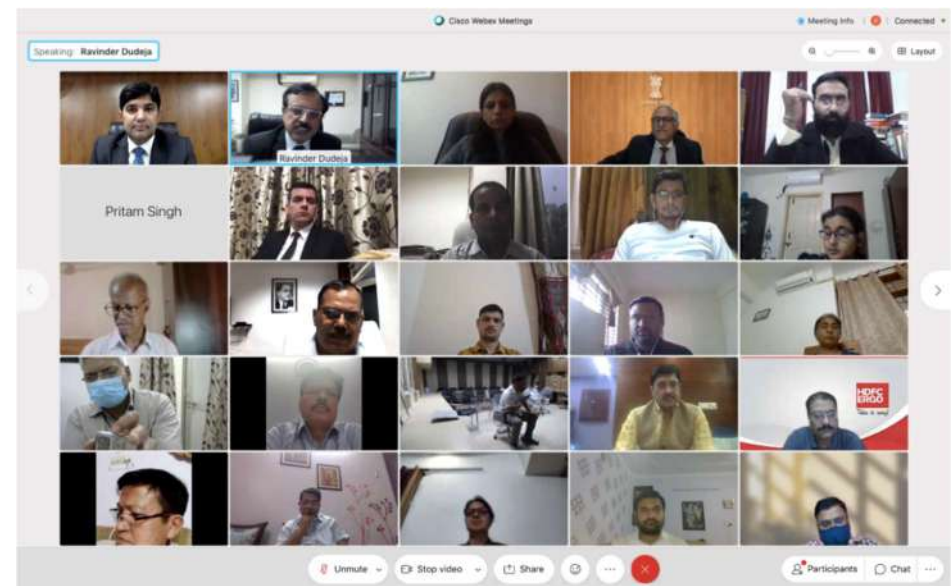 Cisco Webex Meetings
Meeting Info
Connected
Speaking: Ravinder Dudeja
Layout
Ravinder Dudeja
Pritam Singh
HDFC
ERGO
Unmute
Stop video
Share
Participants
Chat